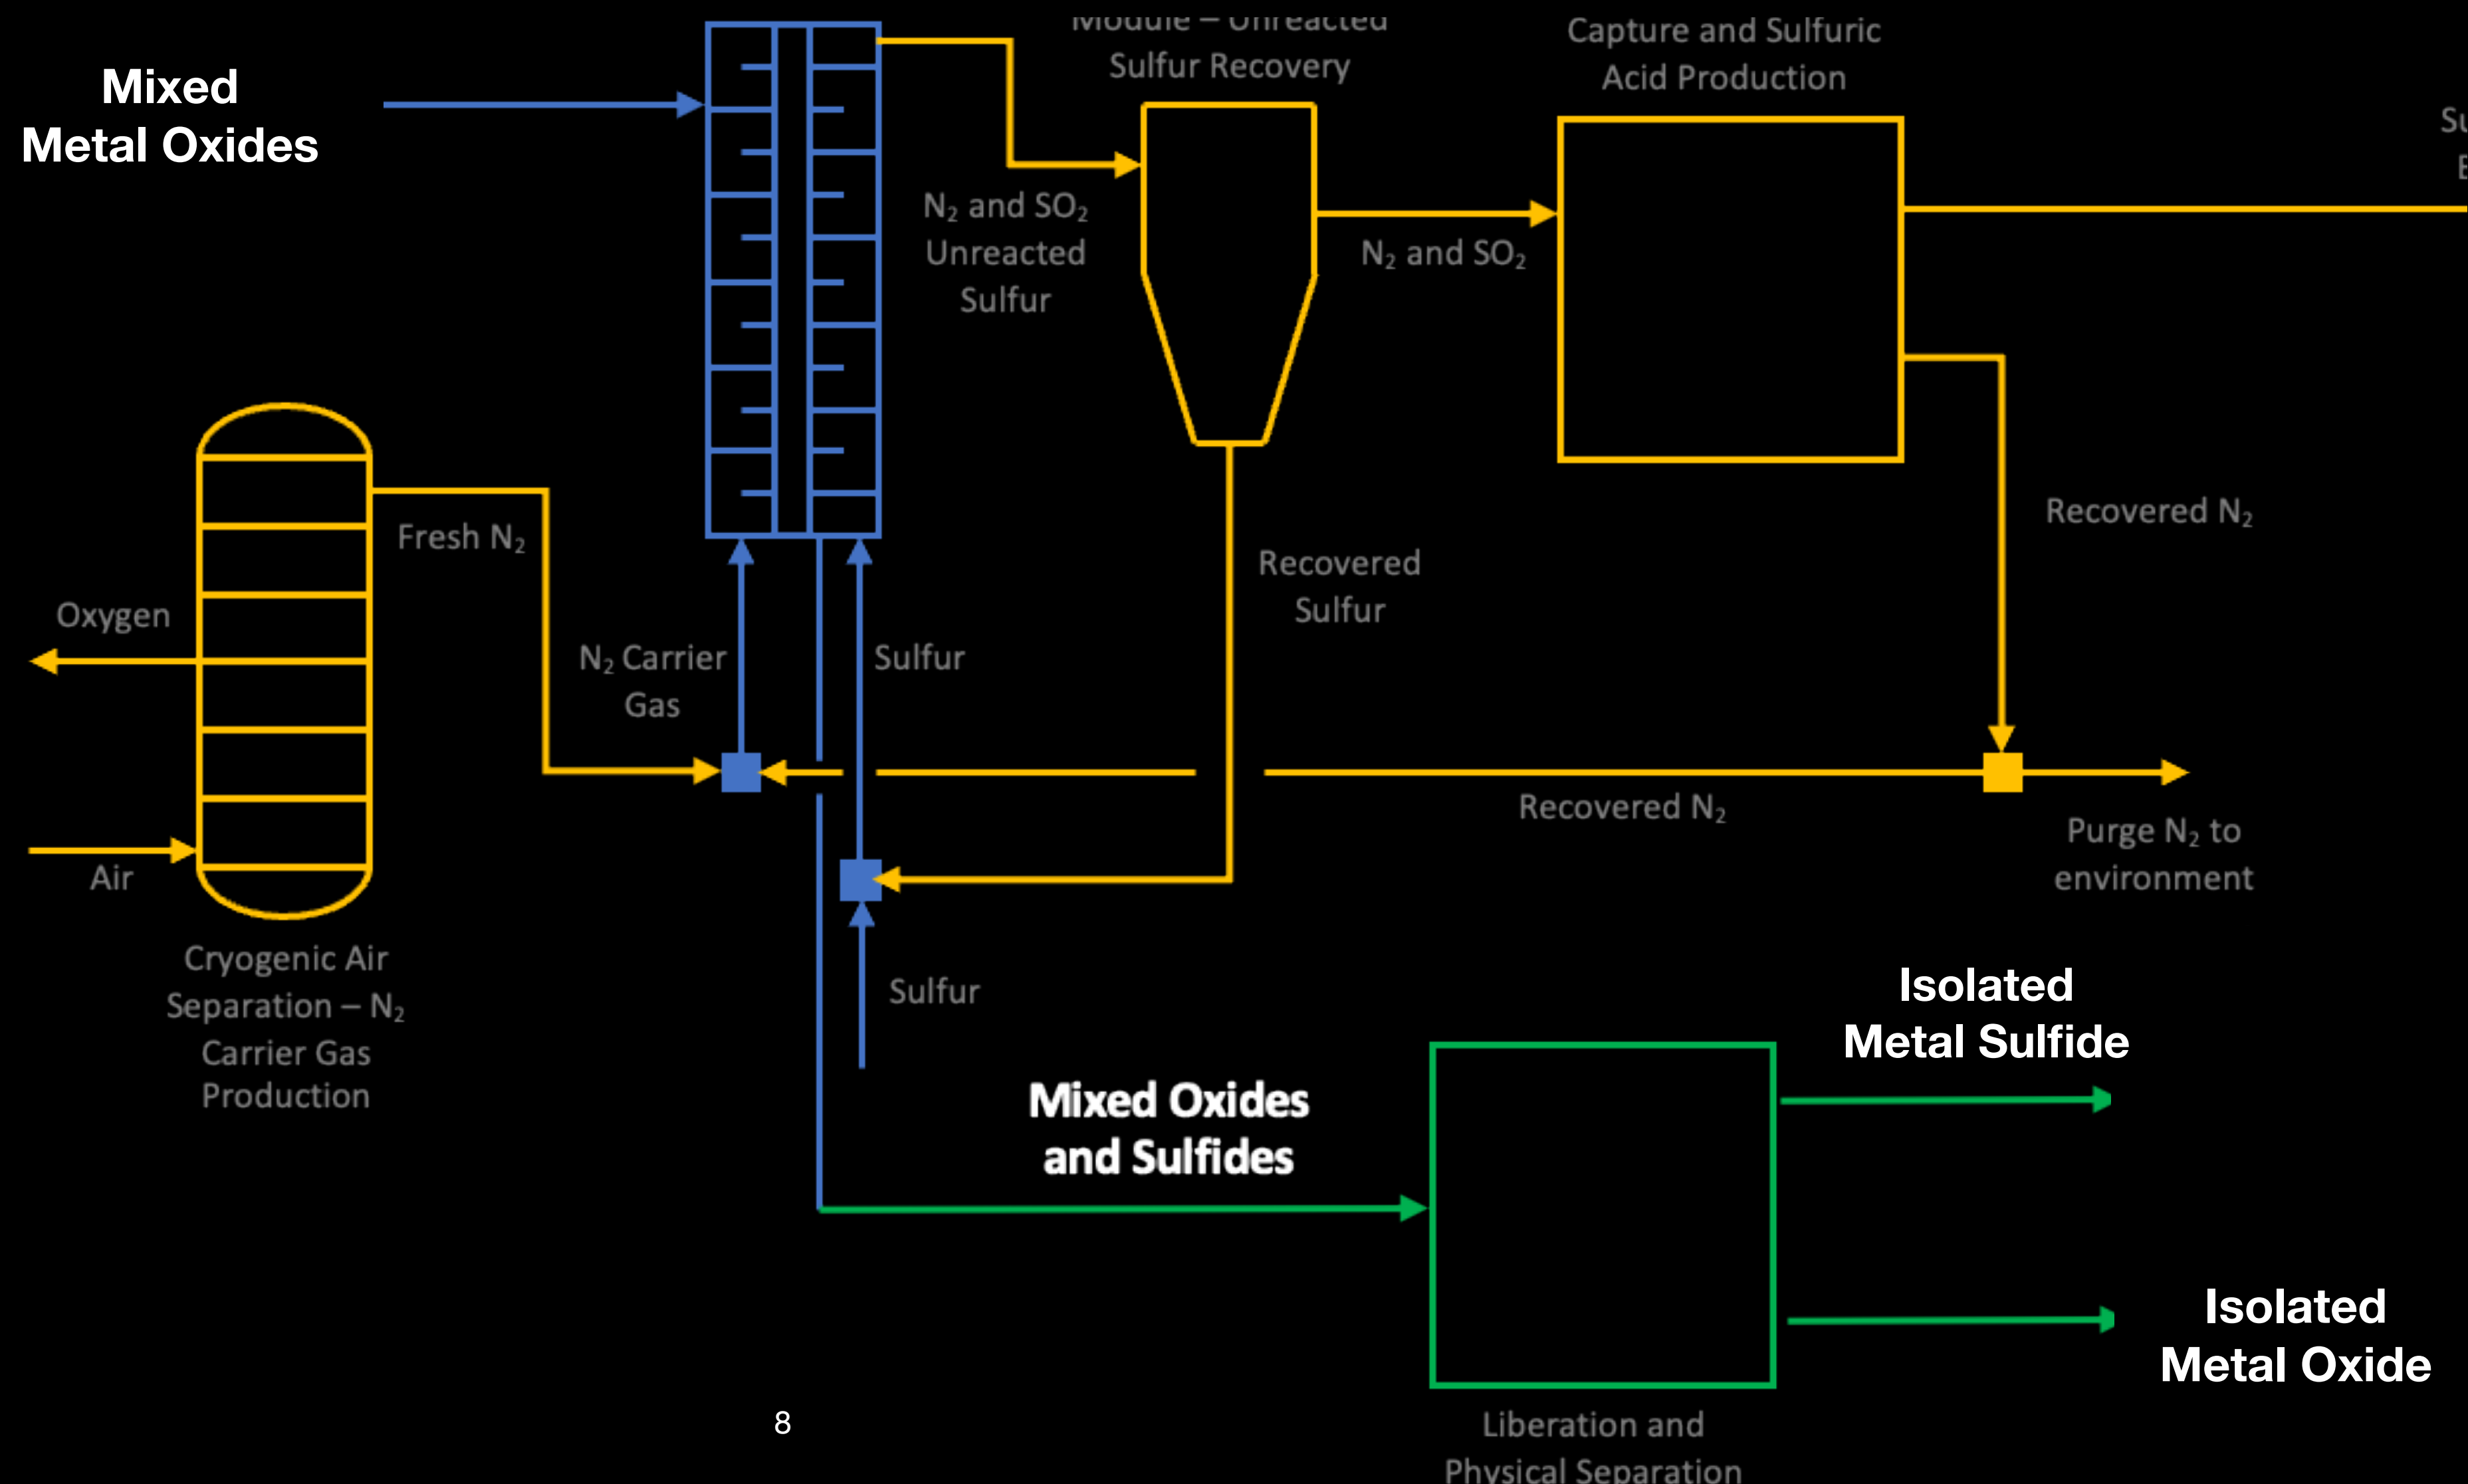 Module – Unreacted
Sulfur Recovery
Capture and Sulfuric
Acid Production
Mixed
Metal Oxides
N₂ and SO₂
Unreacted
Sulfur
N₂ and SO₂
Fresh N₂
Recovered N₂
Oxygen
Recovered
Sulfur
N₂ Carrier
Gas
Sulfur
Recovered N₂
Purge N₂ to
environment
Air
Cryogenic Air
Separation – N₂
Carrier Gas
Production
Sulfur
Isolated
Metal Sulfide
Mixed Oxides
and Sulfides
Isolated
Metal Oxide
8
Liberation and
Physical Separation